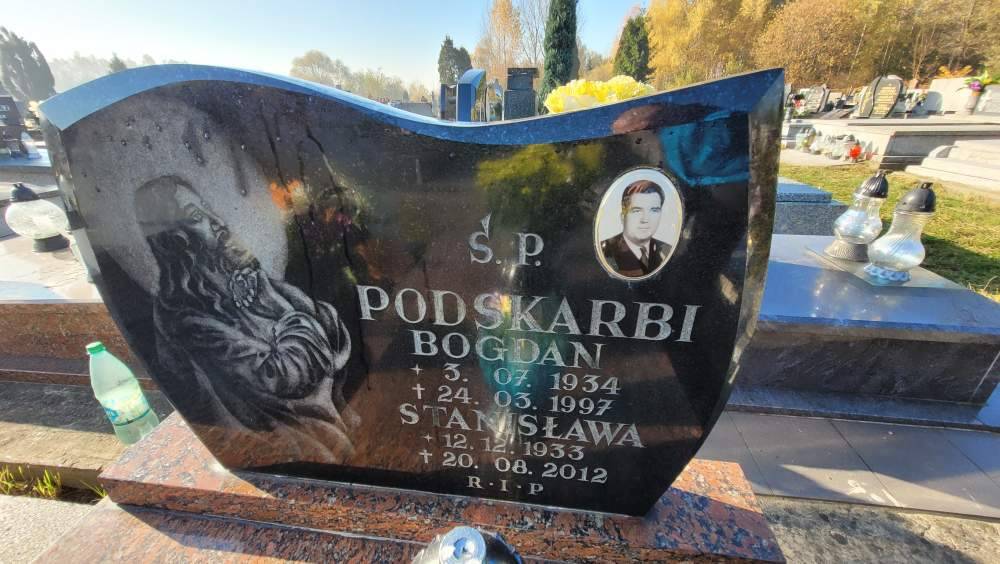 Ś. P.
PODSKARBI
BOGDAN
+ 3. 07. 1934
† 24. 03. 1997
STANISŁAWA
+ 12. 12. 1933
† 20. 08. 2012
R · I · P